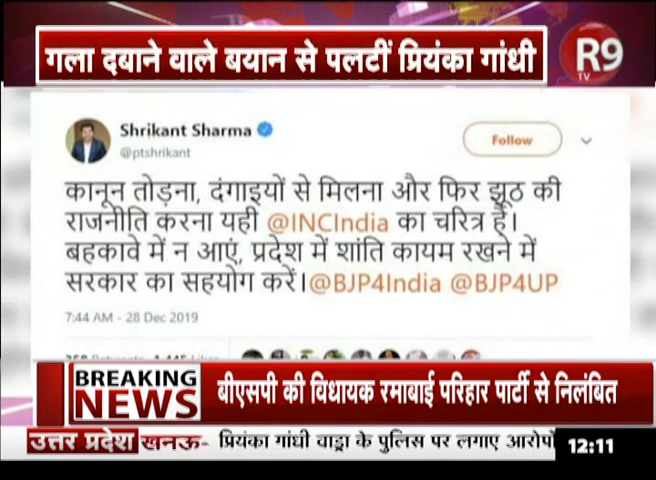 गला दबाने वाले बयान से पलटीं प्रियंका गांधी
R9
TV
Shrikant Sharma
@ptshrikant
Follow
कानून तोड़ना, दंगाइयों से मिलना और फिर झूठ की
राजनीति करना यही @INCIndia का चरित्र है।
बहकावे में न आएं, प्रदेश में शांति कायम रखने में
सरकार का सहयोग करें।@BJP4India @BJP4UP
7:44 AM - 28 Dec 2019
BREAKING
NEWS
बीएसपी की विधायक रमाबाई परिहार पार्टी से निलंबित
उत्तर प्रदेश खनऊ- प्रियंका गांधी वाड्रा के पुलिस पर लगाए आरोपों
12:11